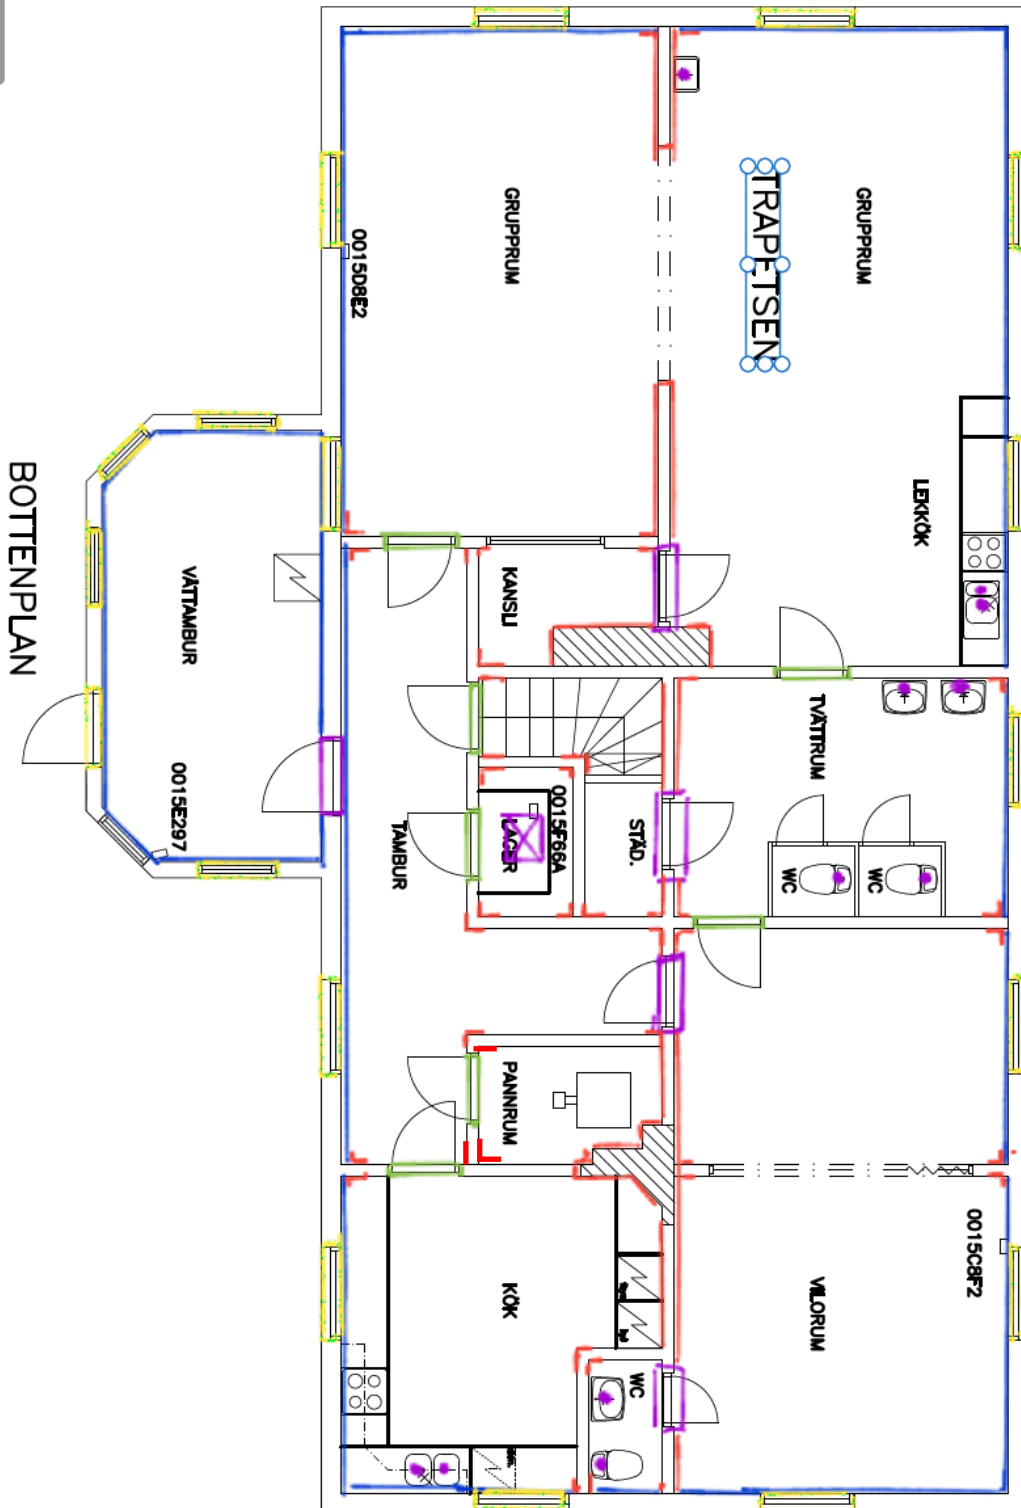 GRUPPRUM
GRUPPRUM
TRAPETSEN
0015D8E2
LEKKÖK
BOTTENPLAN
VÅTTAMBUR
KANSLI
TVÄTTRUM
0015E297
TAMBUR
LAGER
0015F66A
STÄD.
WC
WC
PANNRUM
0015C8F2
KÖK
VILORUM
WC